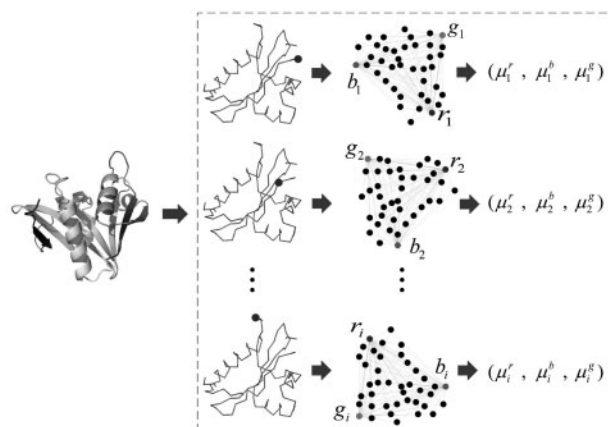 g₁
b₁
r₁
(μ₁ʳ , μ₁ᵇ , μ₁ᵍ)
g₂
r₂
b₂
(μ₂ʳ , μ₂ᵇ , μ₂ᵍ)
rᵢ
bᵢ
gᵢ
(μᵢʳ , μᵢᵇ , μᵢᵍ)